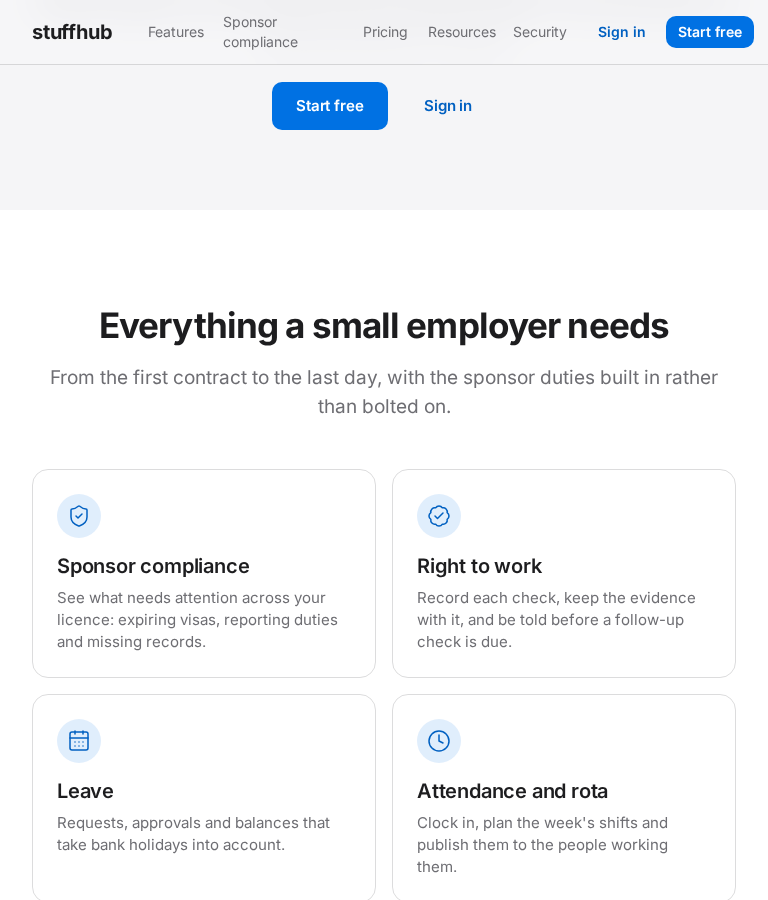 stuffhub
Features
Sponsor
compliance
Pricing
Resources
Security
Sign in
Start free
Start free
Sign in
Everything a small employer needs
From the first contract to the last day, with the sponsor duties built in rather
than bolted on.
Sponsor compliance
See what needs attention across your
licence: expiring visas, reporting duties
and missing records.
Right to work
Record each check, keep the evidence
with it, and be told before a follow-up
check is due.
Leave
Requests, approvals and balances that
take bank holidays into account.
Attendance and rota
Clock in, plan the week's shifts and
publish them to the people working
them.